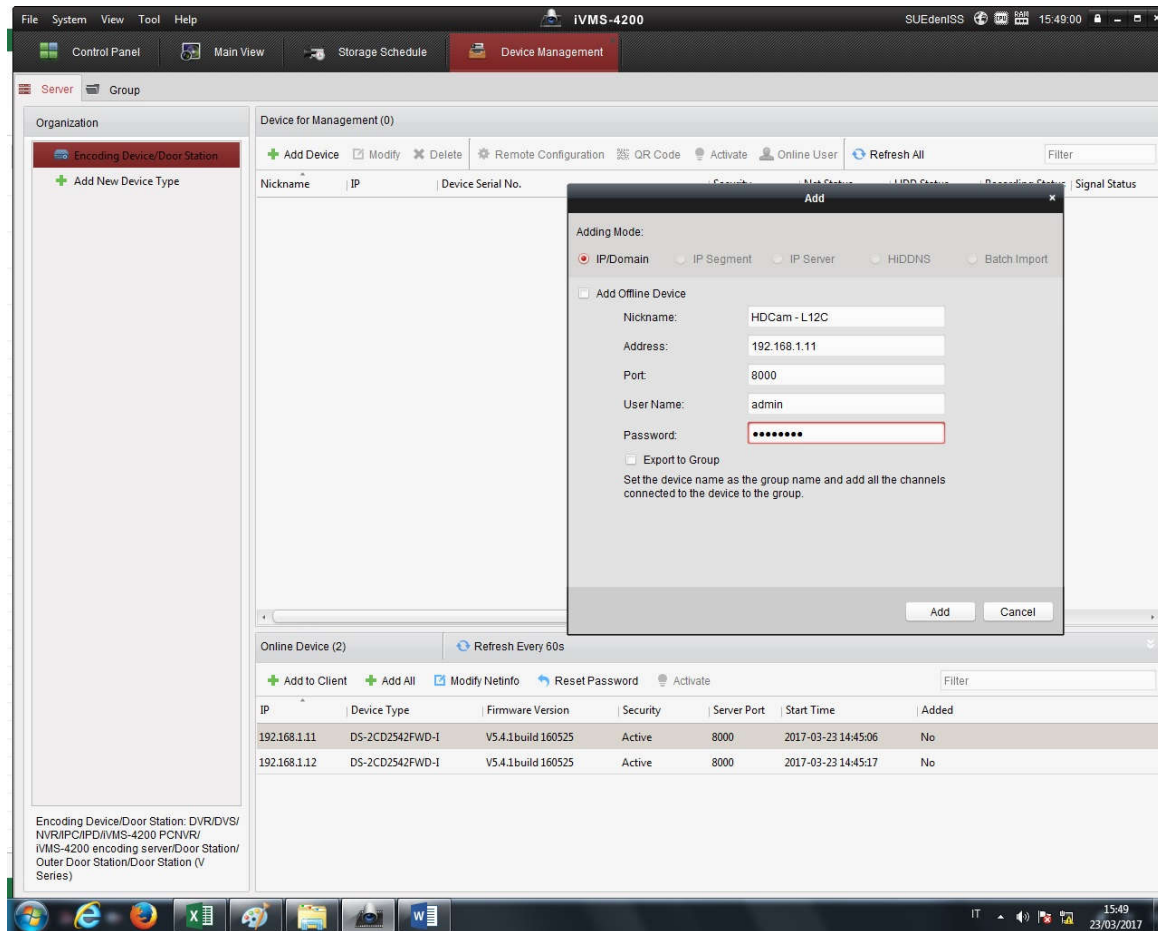 File System View Tool Help iVMS-4200 SUEdenISS 15:49:00
Control Panel Main View Storage Schedule Device Management
Server Group
Organization
Encoding Device/Door Station
Add New Device Type
Device for Management (0)
Add Device Modify Delete Remote Configuration QR Code Activate Online User Refresh All Filter
Nickname IP Device Serial No. Security Net Status HDD Status Recording Status Signal Status
Add
Adding Mode:
IP/Domain IP Segment IP Server HiDDNS Batch Import
Add Offline Device
Nickname: HDCam - L12C
Address: 192.168.1.11
Port: 8000
User Name: admin
Password: ••••••••
Export to Group
Set the device name as the group name and add all the channels
connected to the device to the group.
Add Cancel
Online Device (2) Refresh Every 60s
Add to Client Add All Modify Netinfo Reset Password Activate Filter
IP Device Type Firmware Version Security Server Port Start Time Added
192.168.1.11 DS-2CD2542FWD-I V5.4.1build 160525 Active 8000 2017-03-23 14:45:06 No
192.168.1.12 DS-2CD2542FWD-I V5.4.1build 160525 Active 8000 2017-03-23 14:45:17 No
Encoding Device/Door Station: DVR/DVS/
NVR/IPC/IPD/iVMS-4200 PCNVR/
iVMS-4200 encoding server/Door Station/
Outer Door Station/Door Station (V
Series)
IT 15:49
23/03/2017